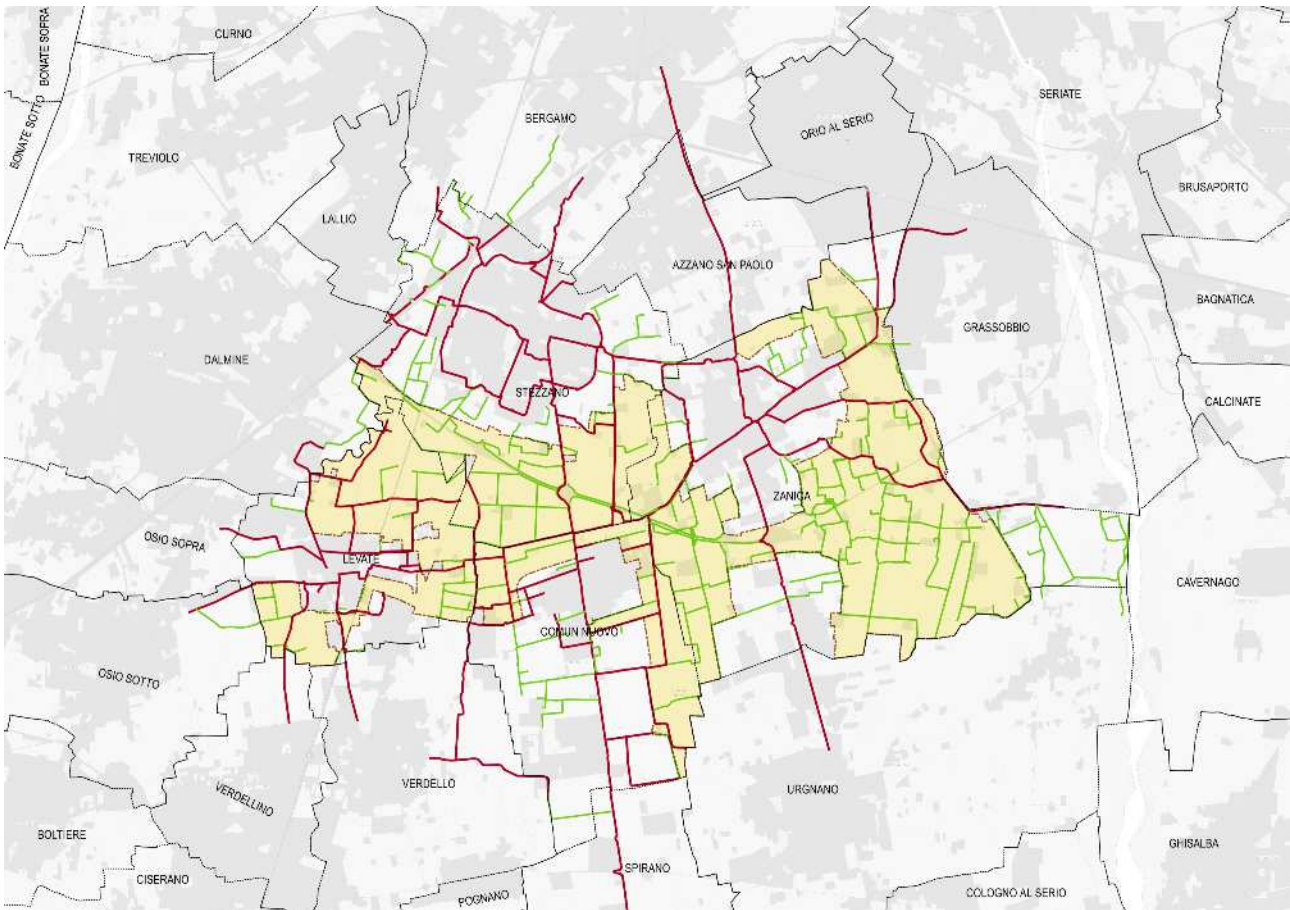 CURNO
BONATE SOPRA
BONATE SOTTO
SERIATE
BERGAMO
ORIO AL SERIO
TREVIOLO
BRUSAPORTO
LALLIO
AZZANO SAN PAOLO
BAGNATICA
GRASSOBBIO
DALMINE
STEZZANO
CALCINATE
ZANICA
OSIO SOPRA
LEVATE
CAVERNAGO
COMUN NUOVO
OSIO SOTTO
VERDELLO
URGNANO
VERDELLINO
BOLTIERE
GHISALBA
SPIRANO
CISERANO
COLOGNO AL SERIO
POGNANO